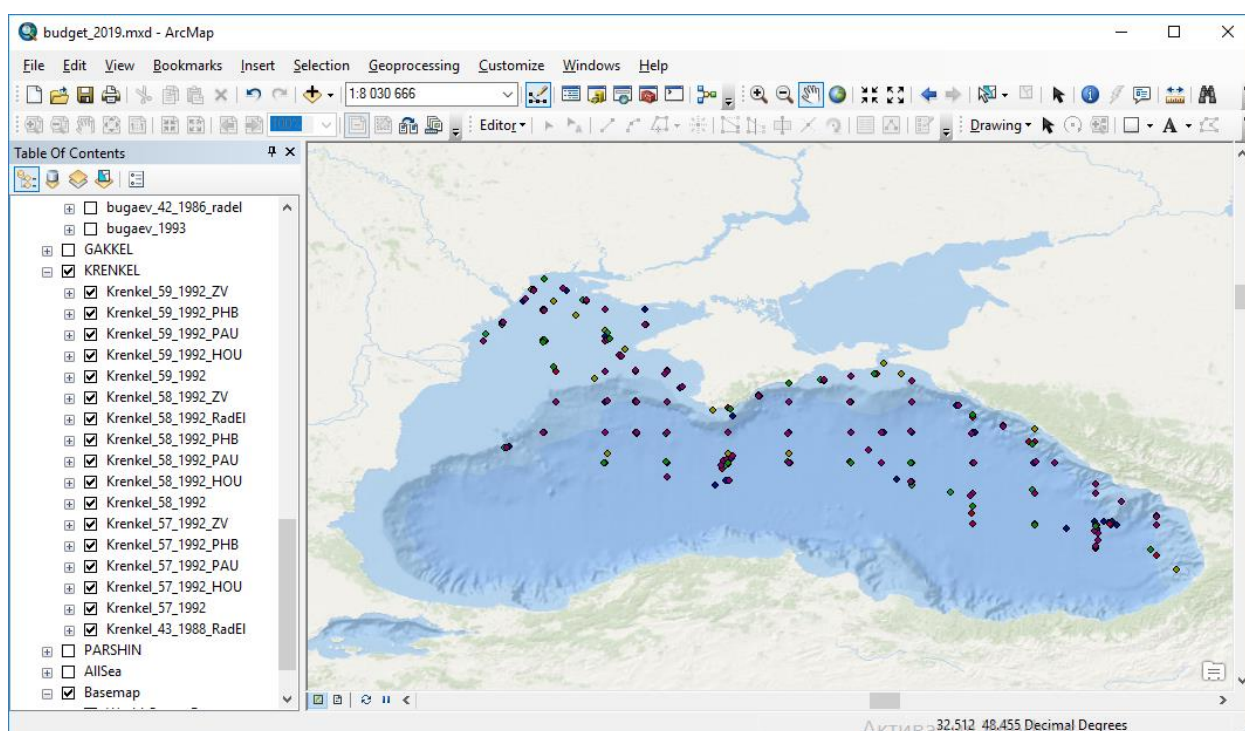 budget_2019.mxd - ArcMap
File Edit View Bookmarks Insert Selection Geoprocessing Customize Windows Help
1:8 030 666
100% Editor Drawing A
Table Of Contents
bugaev_42_1986_radel
bugaev_1993
GAKKEL
KRENKEL
Krenkel_59_1992_ZV
Krenkel_59_1992_PHB
Krenkel_59_1992_PAU
Krenkel_59_1992_HOU
Krenkel_59_1992
Krenkel_58_1992_ZV
Krenkel_58_1992_RadEl
Krenkel_58_1992_PHB
Krenkel_58_1992_PAU
Krenkel_58_1992_HOU
Krenkel_58_1992
Krenkel_57_1992_ZV
Krenkel_57_1992_PHB
Krenkel_57_1992_PAU
Krenkel_57_1992_HOU
Krenkel_57_1992
Krenkel_43_1988_RadEl
PARSHIN
AllSea
Basemap
32,512 48,455 Decimal Degrees